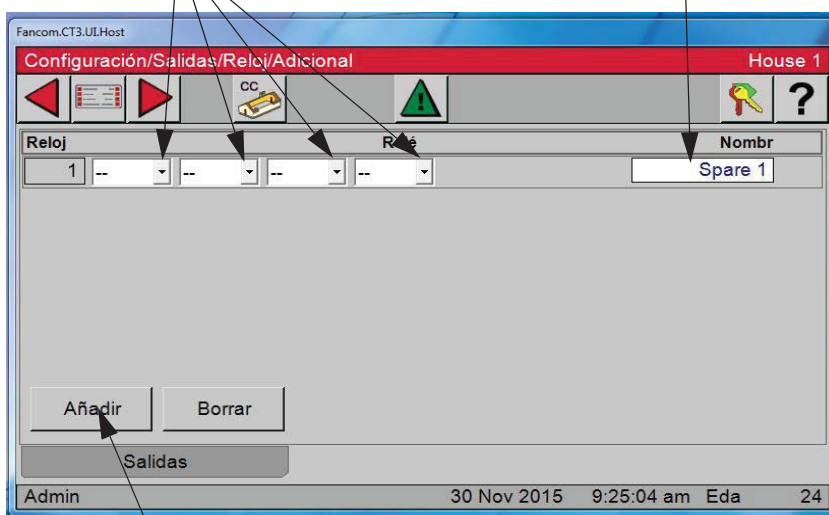 Fancom.CT3.UI.Host
Configuración/Salidas/Reloj/Adicional House 1
CC
?
Reloj Relé Nombr
1 -- -- -- -- Spare 1
Añadir Borrar
Salidas
Admin 30 Nov 2015 9:25:04 am Eda 24